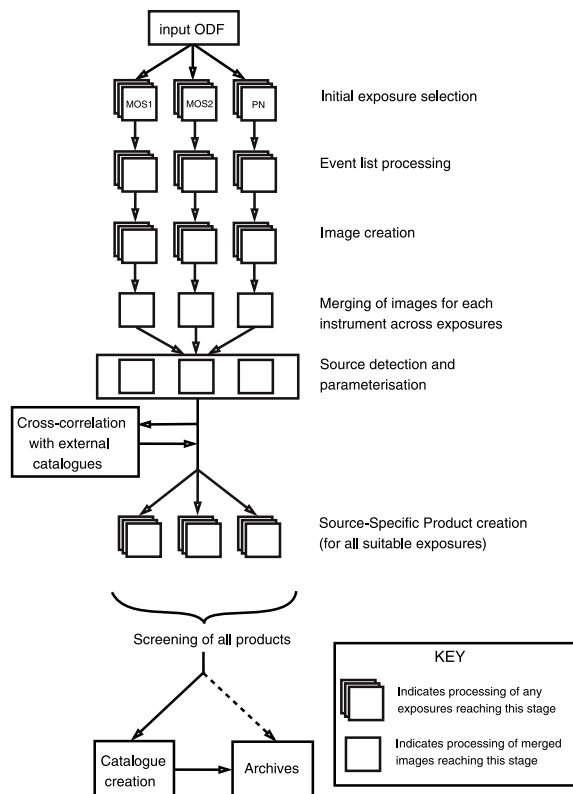 input ODF
MOS1
MOS2
PN
Initial exposure selection
Event list processing
Image creation
Merging of images for each
instrument across exposures
Source detection and
parameterisation
Cross-correlation
with external
catalogues
Source-Specific Product creation
(for all suitable exposures)
Screening of all products
KEY
Indicates processing of any
exposures reaching this stage
Indicates processing of merged
images reaching this stage
Catalogue
creation
Archives